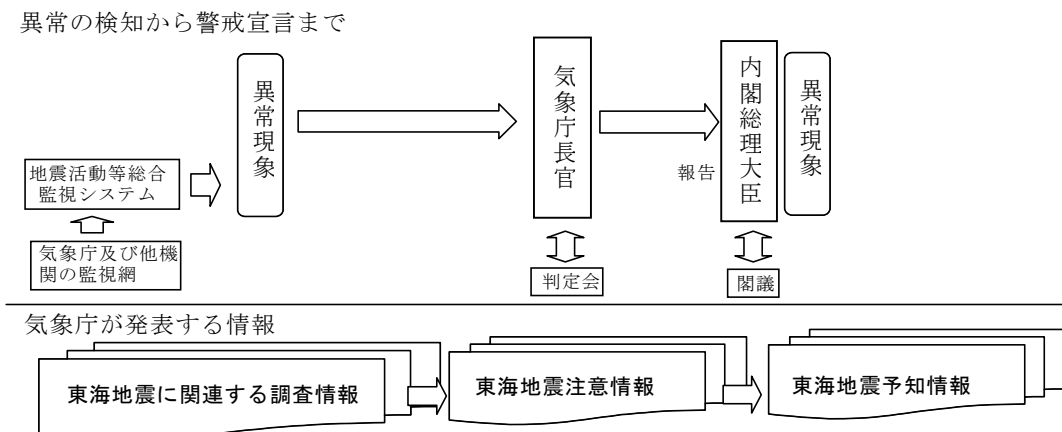 異常の検知から警戒宣言まで
地震活動等総合
監視システム
気象庁及び他機
関の監視網
異常現象
気象庁長官
判定会
報告
内閣総理大臣
閣議
異常現象
気象庁が発表する情報
東海地震に関連する調査情報
東海地震注意情報
東海地震予知情報